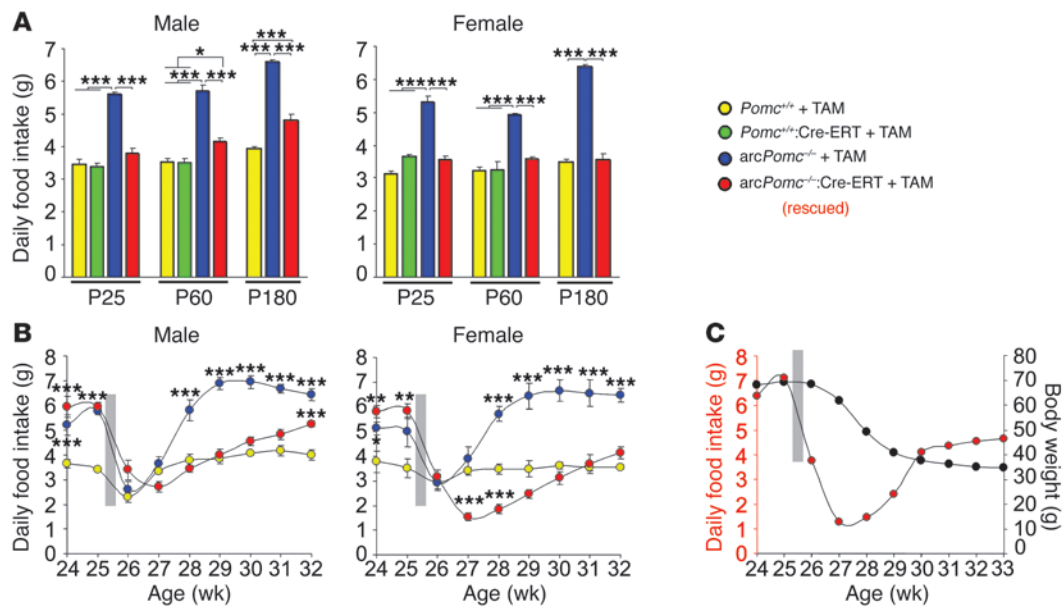 A
Male
Female
Daily food intake (g)
7
6
5
4
3
2
1
0
*** *** *** *** * *** *** *** ***
P25 P60 P180
7
6
5
4
3
2
1
0
*** *** *** *** *** ***
P25 P60 P180
Pomc+/+ + TAM
Pomc+/+:Cre-ERT + TAM
arcPomc–/– + TAM
arcPomc–/–:Cre-ERT + TAM
(rescued)
B
Male
Female
C
Daily food intake (g)
8
7
6
5
4
3
2
1
0
*** *** *** *** *** *** *** *** ***
24 25 26 27 28 29 30 31 32
Age (wk)
8
7
6
5
4
3
2
1
0
** ** * *** *** *** *** *** *** ***
24 25 26 27 28 29 30 31 32
Age (wk)
Daily food intake (g)
8
7
6
5
4
3
2
1
0
80
70
60
50
40
30
20
10
0
Body weight (g)
24 25 26 27 28 29 30 31 32 33
Age (wk)